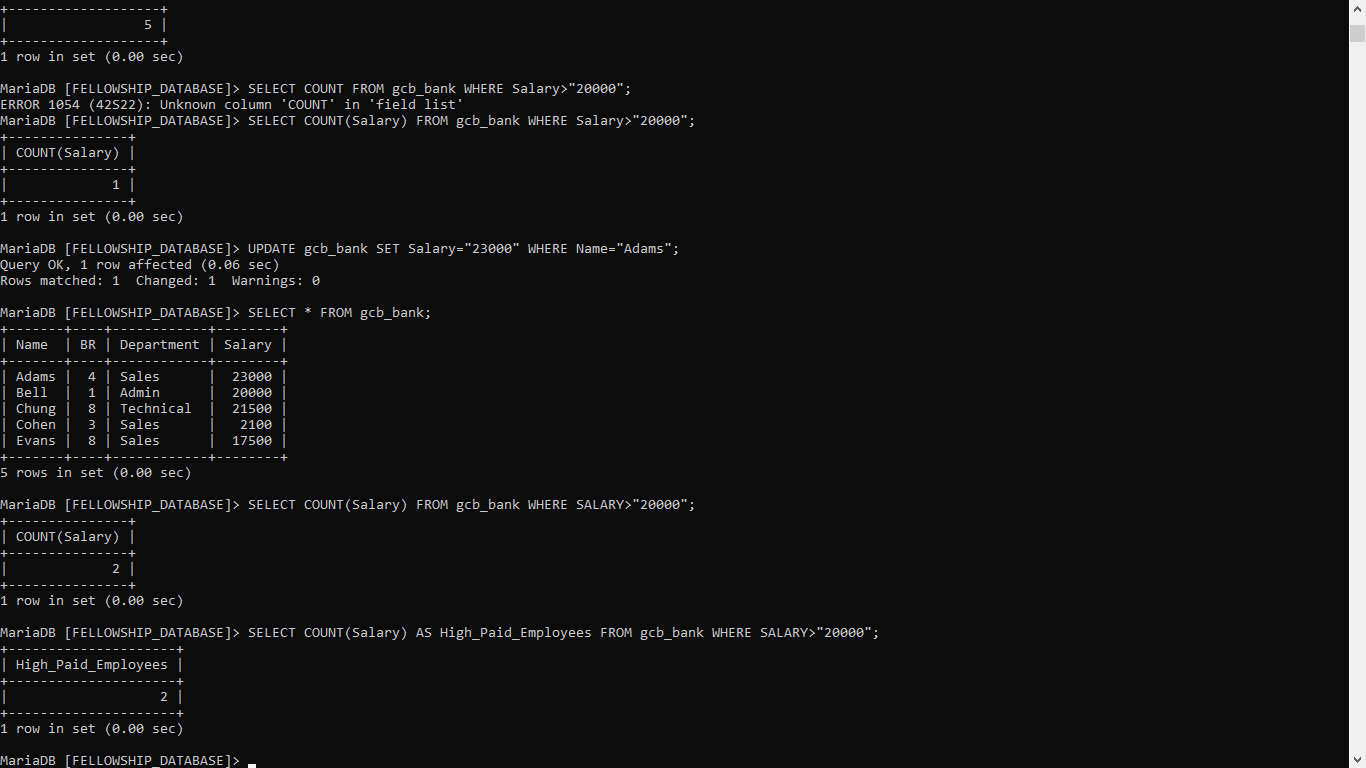 +-------------------+
|                 5 |
+-------------------+
1 row in set (0.00 sec)

MariaDB [FELLOWSHIP_DATABASE]> SELECT COUNT FROM gcb_bank WHERE Salary>"20000";
ERROR 1054 (42S22): Unknown column 'COUNT' in 'field list'
MariaDB [FELLOWSHIP_DATABASE]> SELECT COUNT(Salary) FROM gcb_bank WHERE Salary>"20000";
+---------------+
| COUNT(Salary) |
+---------------+
|             1 |
+---------------+
1 row in set (0.00 sec)

MariaDB [FELLOWSHIP_DATABASE]> UPDATE gcb_bank SET Salary="23000" WHERE Name="Adams";
Query OK, 1 row affected (0.06 sec)
Rows matched: 1  Changed: 1  Warnings: 0

MariaDB [FELLOWSHIP_DATABASE]> SELECT * FROM gcb_bank;
+-------+----+------------+--------+
| Name  | BR | Department | Salary |
+-------+----+------------+--------+
| Adams |  4 | Sales      |  23000 |
| Bell  |  1 | Admin      |  20000 |
| Chung |  8 | Technical  |  21500 |
| Cohen |  3 | Sales      |   2100 |
| Evans |  8 | Sales      |  17500 |
+-------+----+------------+--------+
5 rows in set (0.00 sec)

MariaDB [FELLOWSHIP_DATABASE]> SELECT COUNT(Salary) FROM gcb_bank WHERE SALARY>"20000";
+---------------+
| COUNT(Salary) |
+---------------+
|             2 |
+---------------+
1 row in set (0.00 sec)

MariaDB [FELLOWSHIP_DATABASE]> SELECT COUNT(Salary) AS High_Paid_Employees FROM gcb_bank WHERE SALARY>"20000";
+---------------------+
| High_Paid_Employees |
+---------------------+
|                   2 |
+---------------------+
1 row in set (0.00 sec)

MariaDB [FELLOWSHIP_DATABASE]> _